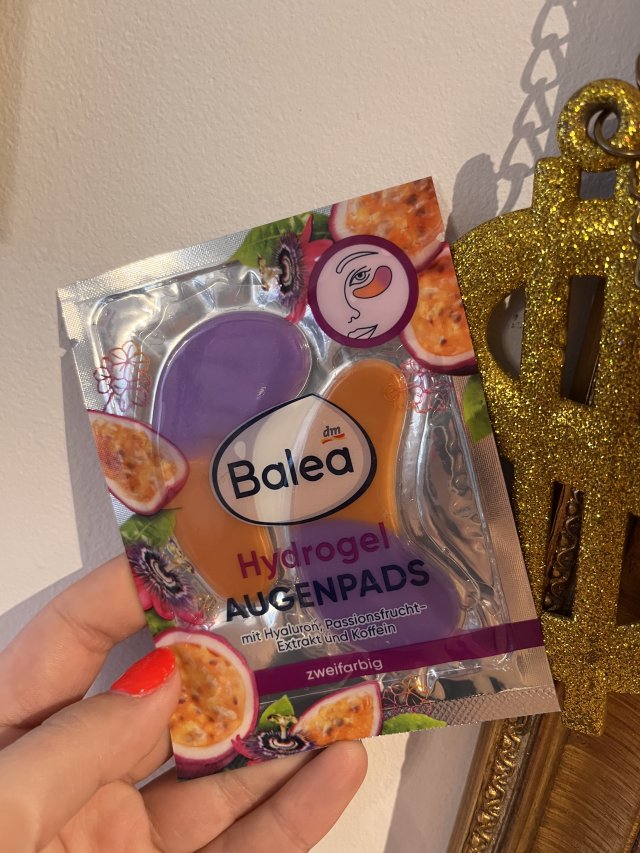 dm
Balea
Hydrogel
AUGENPADS
mit Hyaluron, Passionsfrucht-
Extrakt und Koffein
zweifarbig